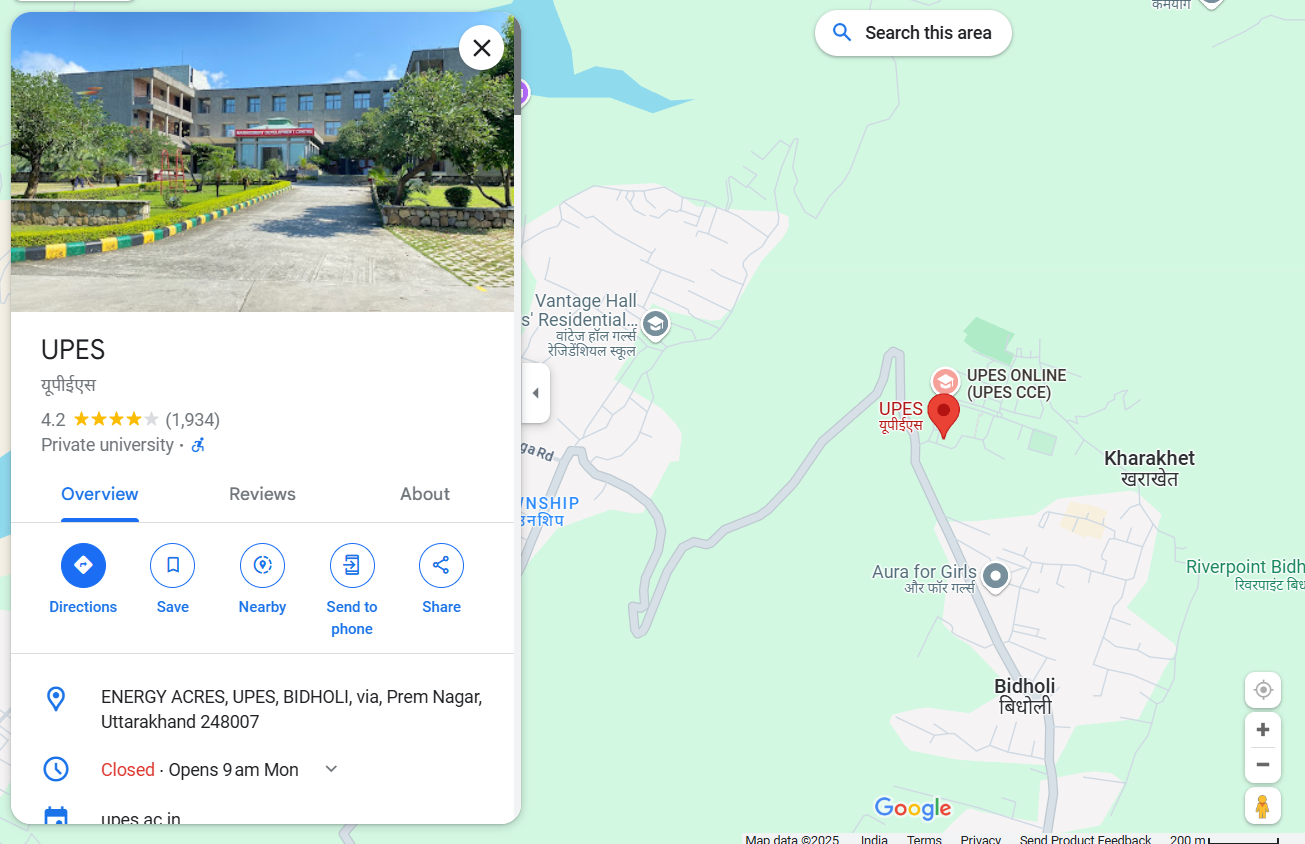 MANAGEMENT DEVELOPMENT CENTRE
UPES
यूपीईएस
4.2 (1,934)
Private university ·
Overview Reviews About
Directions
Save
Nearby
Send to
phone
Share
ENERGY ACRES, UPES, BIDHOLI, via, Prem Nagar,
Uttarakhand 248007
Closed · Opens 9 am Mon
upes.ac.in
Search this area
Vantage Hall
s' Residential...
वांटेज हॉल गर्ल्स
रेजिडेंशियल स्कूल
ga Rd
WNSHIP
उनशिप
UPES ONLINE
(UPES CCE)
UPES
यूपीईएस
Kharakhet
खाराखेत
Aura for Girls
और फॉर गर्ल्स
Riverpoint Bidh
रिवरपाइंट बिध
Bidholi
बिधोली
Google
Map data ©2025 India Terms Privacy Send Product Feedback 200 m